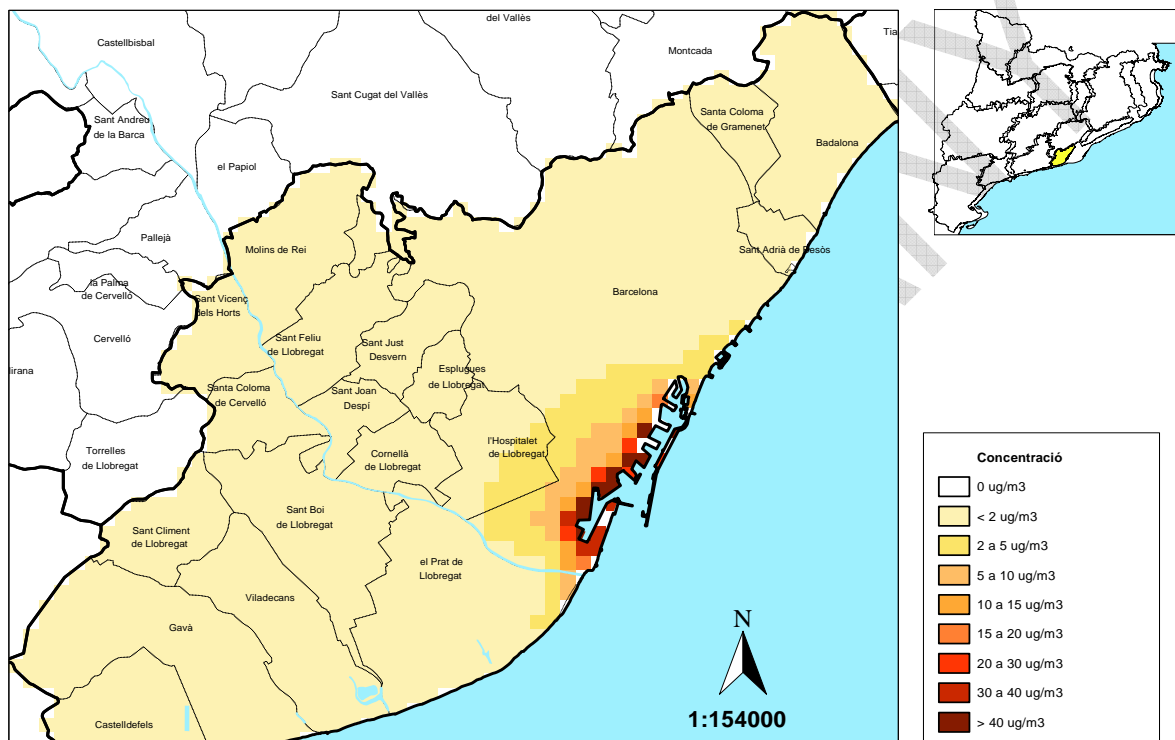 del Vallès
Castellbisbal
Montcada
Tia
Sant Cugat del Vallès
Sant Andreu
de la Barca
Santa Coloma
de Gramenet
Badalona
el Papiol
Pallejà
Molins de Rei
Sant Adrià de Besòs
la Palma
de Cervelló
Sant Vicenç
dels Horts
Barcelona
Cervelló
Sant Feliu
de Llobregat
Sant Just
Desvern
lirana
Esplugues
de Llobregat
Santa Coloma
de Cervelló
Sant Joan
Despí
Torrelles
de Llobregat
Cornellà
de Llobregat
l'Hospitalet
de Llobregat
Sant Boi
de Llobregat
Sant Climent
de Llobregat
el Prat de
Llobregat
Viladecans
Gavà
Castelldefels
N
1:154000
Concentració
0 ug/m3
< 2 ug/m3
2 a 5 ug/m3
5 a 10 ug/m3
10 a 15 ug/m3
15 a 20 ug/m3
20 a 30 ug/m3
30 a 40 ug/m3
> 40 ug/m3